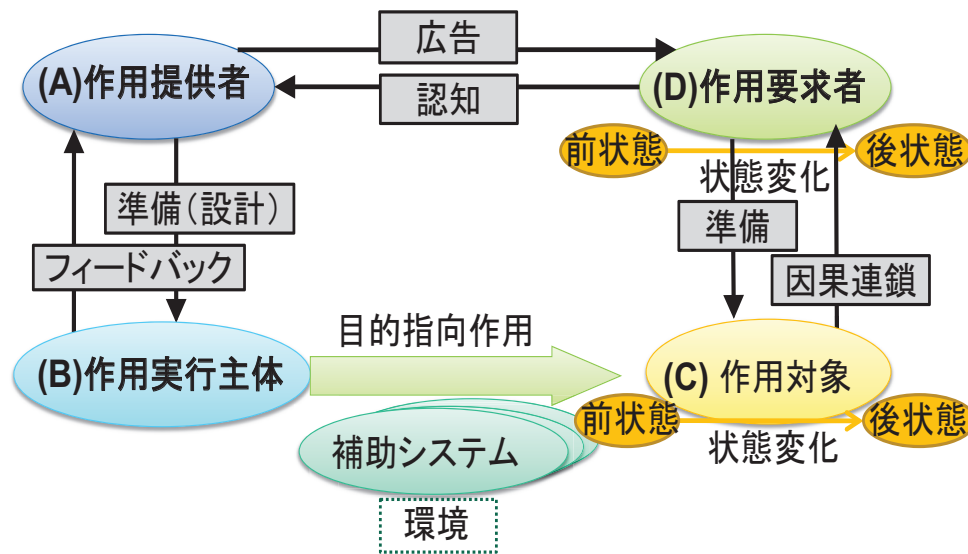 広告
(A)作用提供者
(D)作用要求者
認知
前状態
後状態
状態変化
準備(設計)
準備
フィードバック
因果連鎖
目的指向作用
(B)作用実行主体
(C) 作用対象
前状態
後状態
状態変化
補助システム
環境